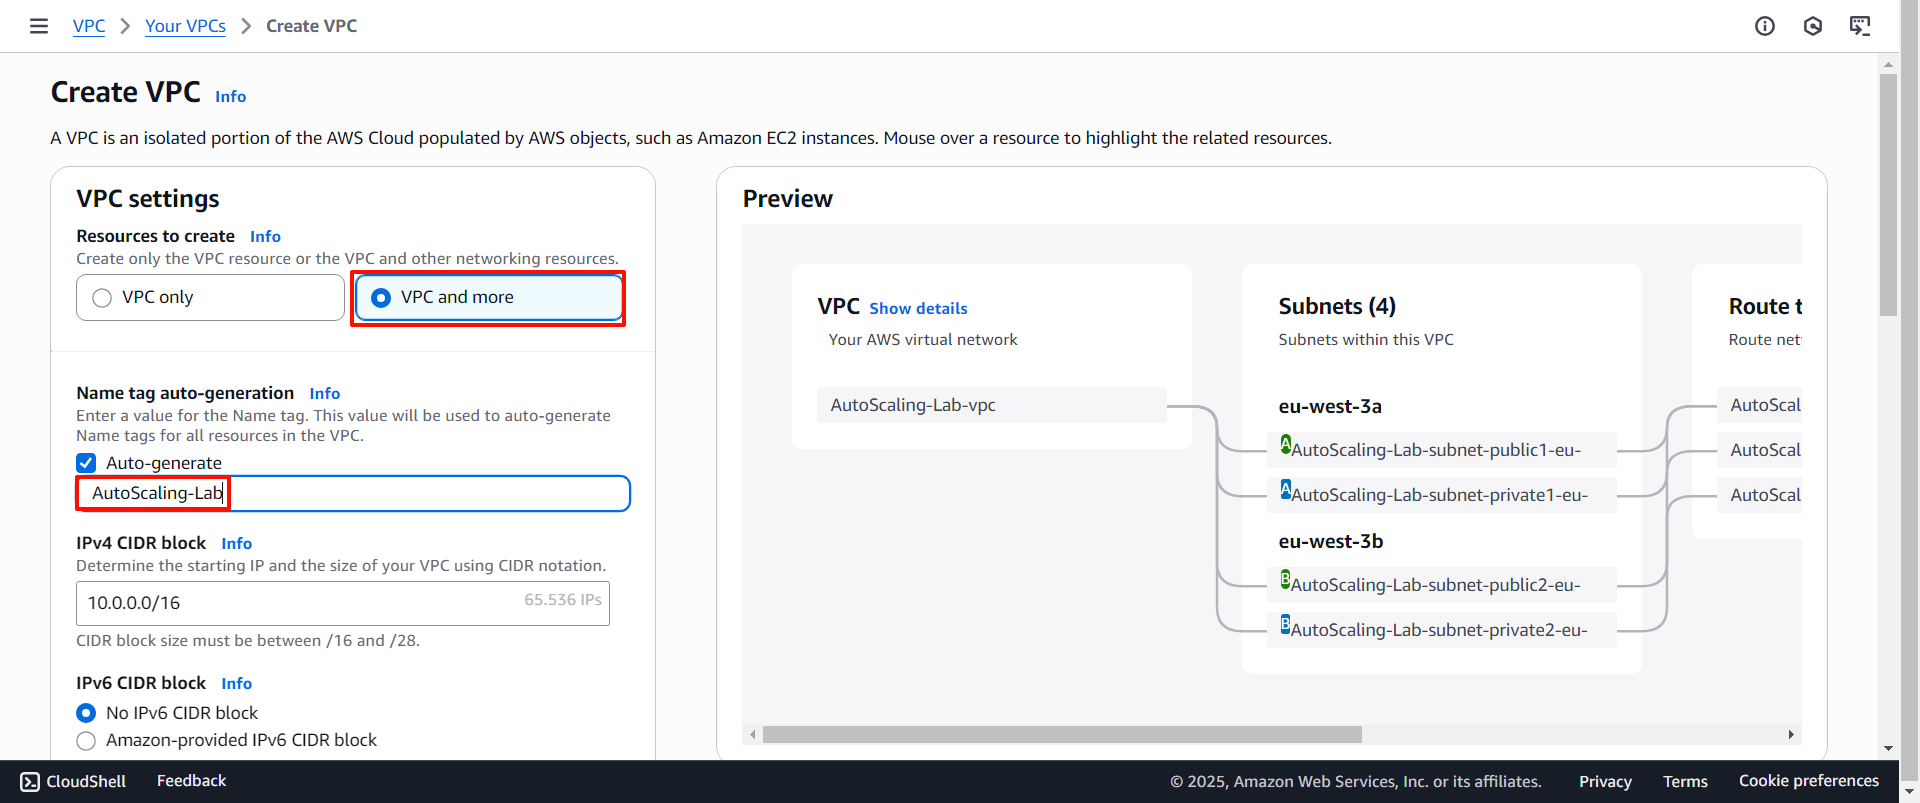 VPC > Your VPCs > Create VPC
Create VPC Info
A VPC is an isolated portion of the AWS Cloud populated by AWS objects, such as Amazon EC2 instances. Mouse over a resource to highlight the related resources.
VPC settings
Resources to create Info
Create only the VPC resource or the VPC and other networking resources.
VPC only
VPC and more
Name tag auto-generation Info
Enter a value for the Name tag. This value will be used to auto-generate
Name tags for all resources in the VPC.
Auto-generate
AutoScaling-Lab
IPv4 CIDR block Info
Determine the starting IP and the size of your VPC using CIDR notation.
10.0.0.0/16 65.536 IPs
CIDR block size must be between /16 and /28.
IPv6 CIDR block Info
No IPv6 CIDR block
Amazon-provided IPv6 CIDR block
Preview
VPC Show details
Your AWS virtual network
AutoScaling-Lab-vpc
Subnets (4)
Subnets within this VPC
eu-west-3a
A AutoScaling-Lab-subnet-public1-eu-
A AutoScaling-Lab-subnet-private1-eu-
eu-west-3b
B AutoScaling-Lab-subnet-public2-eu-
B AutoScaling-Lab-subnet-private2-eu-
Route t
Route net
AutoScal
AutoScal
AutoScal
CloudShell Feedback © 2025, Amazon Web Services, Inc. or its affiliates. Privacy Terms Cookie preferences